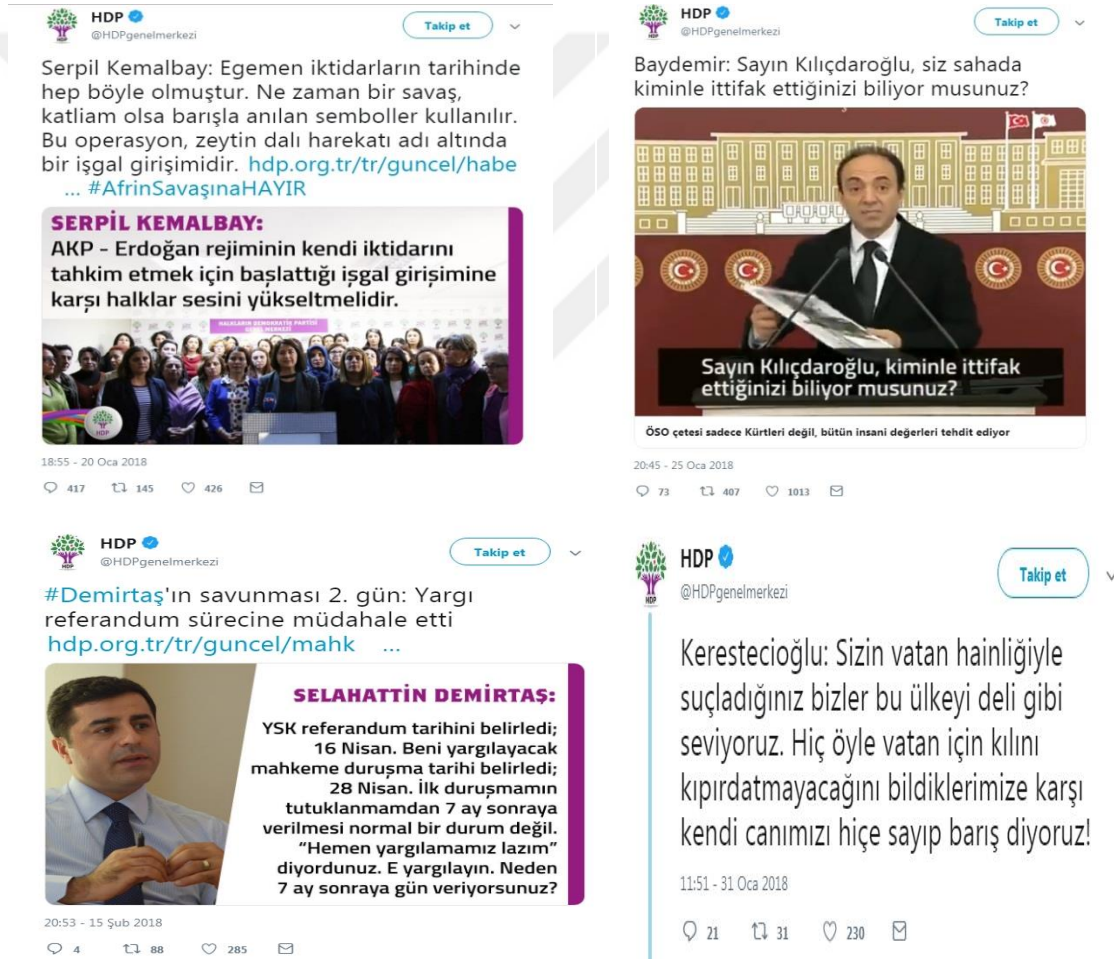 HDP
@HDPgenelmerkezi
Takip et
Serpil Kemalbay: Egemen iktidarların tarihinde
hep böyle olmuştur. Ne zaman bir savaş,
katliam olsa barışla anılan semboller kullanılır.
Bu operasyon, zeytin dalı harekatı adı altında
bir işgal girişimidir. hdp.org.tr/tr/guncel/habe
... #AfrinSavaşınaHAYIR
SERPİL KEMALBAY:
AKP - Erdoğan rejiminin kendi iktidarını
tahkim etmek için başlattığı işgal girişimine
karşı halklar sesini yükseltmelidir.
HALKLARIN DEMOKRATİK PARTİSİ
GENEL MERKEZİ
HDP
18:55 - 20 Oca 2018
417 145 426
HDP
@HDPgenelmerkezi
Takip et
Baydemir: Sayın Kılıçdaroğlu, siz sahada
kiminle ittifak ettiğinizi biliyor musunuz?
Sayın Kılıçdaroğlu, kiminle ittifak
ettiğinizi biliyor musunuz?
ÖSO çetesi sadece Kürtleri değil, bütün insani değerleri tehdit ediyor
20:45 - 25 Oca 2018
73 407 1013
HDP
@HDPgenelmerkezi
Takip et
#Demirtaş'ın savunması 2. gün: Yargı
referandum sürecine müdahale etti
hdp.org.tr/tr/guncel/mahk ...
SELAHATTİN DEMİRTAŞ:
YSK referandum tarihini belirledi;
16 Nisan. Beni yargılayacak
mahkeme duruşma tarihi belirledi;
28 Nisan. İlk duruşmamın
tutuklanmamdan 7 ay sonraya
verilmesi normal bir durum değil.
“Hemen yargılamamız lazım”
diyordunuz. E yargılayın. Neden
7 ay sonraya gün veriyorsunuz?
20:53 - 15 Şub 2018
4 88 285
HDP
HDP
@HDPgenelmerkezi
Takip et
Kerestecioğlu: Sizin vatan hainliğiyle
suçladığınız bizler bu ülkeyi deli gibi
seviyoruz. Hiç öyle vatan için kılını
kıpırdatmayacağını bildiklerimize karşı
kendi canımızı hiçe sayıp barış diyoruz!
11:51 - 31 Oca 2018
21 31 230